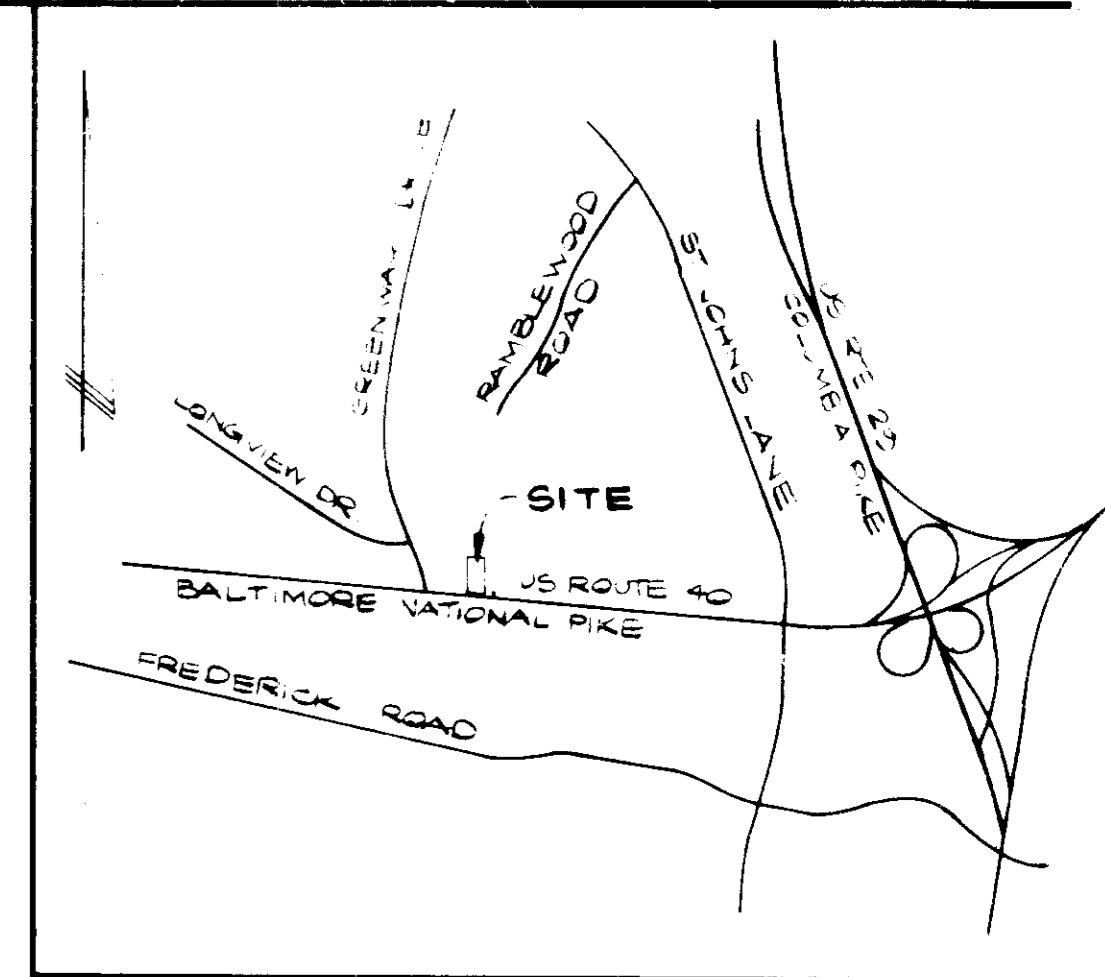 GREENWAY
RAMBLEWOOD
ROAD
ST JOHNS LANE
US RTE 29
COLUMBIA PIKE
LONGVIEW DR.
SITE
US ROUTE 40
BALTIMORE NATIONAL PIKE
FREDERICK ROAD